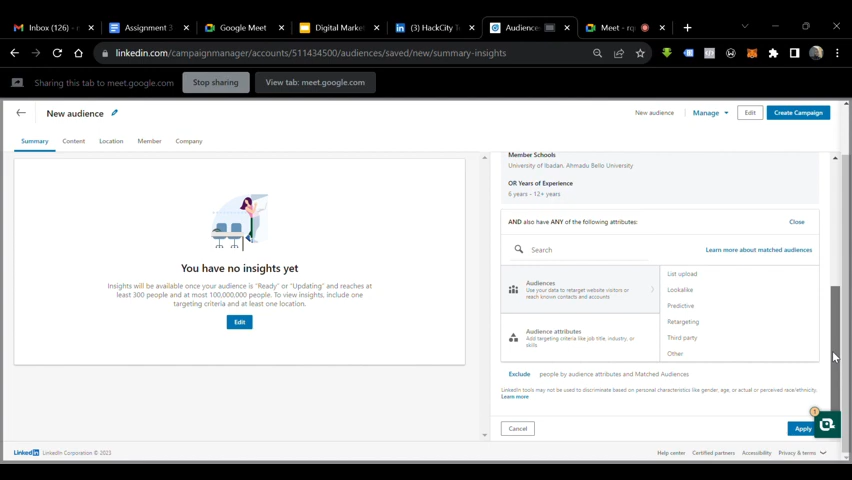 Inbox (126) -
Assignment 3
Google Meet
Digital Market
(3) HackCity T
Audience
Meet - rq
linkedin.com/campaignmanager/accounts/511434500/audiences/saved/new/summary-insights
Sharing this tab to meet.google.com
Stop sharing
View tab: meet.google.com
New audience
New audience
Manage
Edit
Create Campaign
Summary
Content
Location
Member
Company
You have no insights yet
Insights will be available once your audience is "Ready" or "Updating" and reaches at
least 300 people and at most 100,000,000 people. To view insights, include one
targeting criteria and at least one location.
Edit
Member Schools
University of Ibadan, Ahmadu Bello University
OR Years of Experience
6 years - 12+ years
AND also have ANY of the following attributes:
Close
Search
Learn more about matched audiences
Audiences
Use your data to retarget website visitors or
reach known contacts and accounts
Audience attributes
Add targeting criteria like job title, industry, or
skills
List upload
Lookalike
Predictive
Retargeting
Third party
Other
Exclude people by audience attributes and Matched Audiences
LinkedIn tools may not be used to discriminate based on personal characteristics like gender, age, or actual or perceived race/ethnicity.
Learn more
Cancel
Apply
1
LinkedIn LinkedIn Corporation © 2023
Help center
Certified partners
Accessibility
Privacy & terms